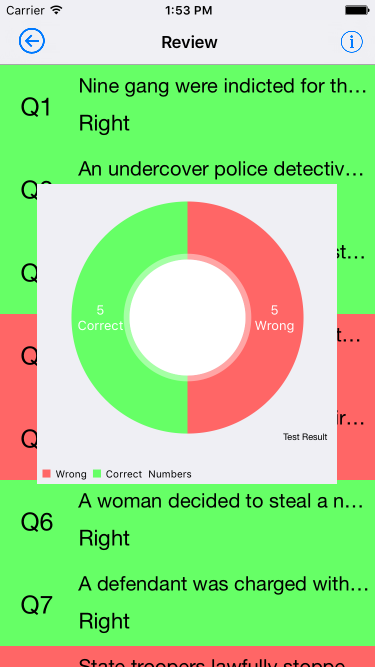 Carrier 1:53 PM
Review
Nine gang were indicted for th...
Q1
Right
An undercover police detectiv...
st...
5
Correct
5
Wrong
t...
ir...
Test Result
Wrong Correct Numbers
A woman decided to steal a n...
Q6
Right
A defendant was charged with...
Q7
Right
State troopers lawfully stoppe